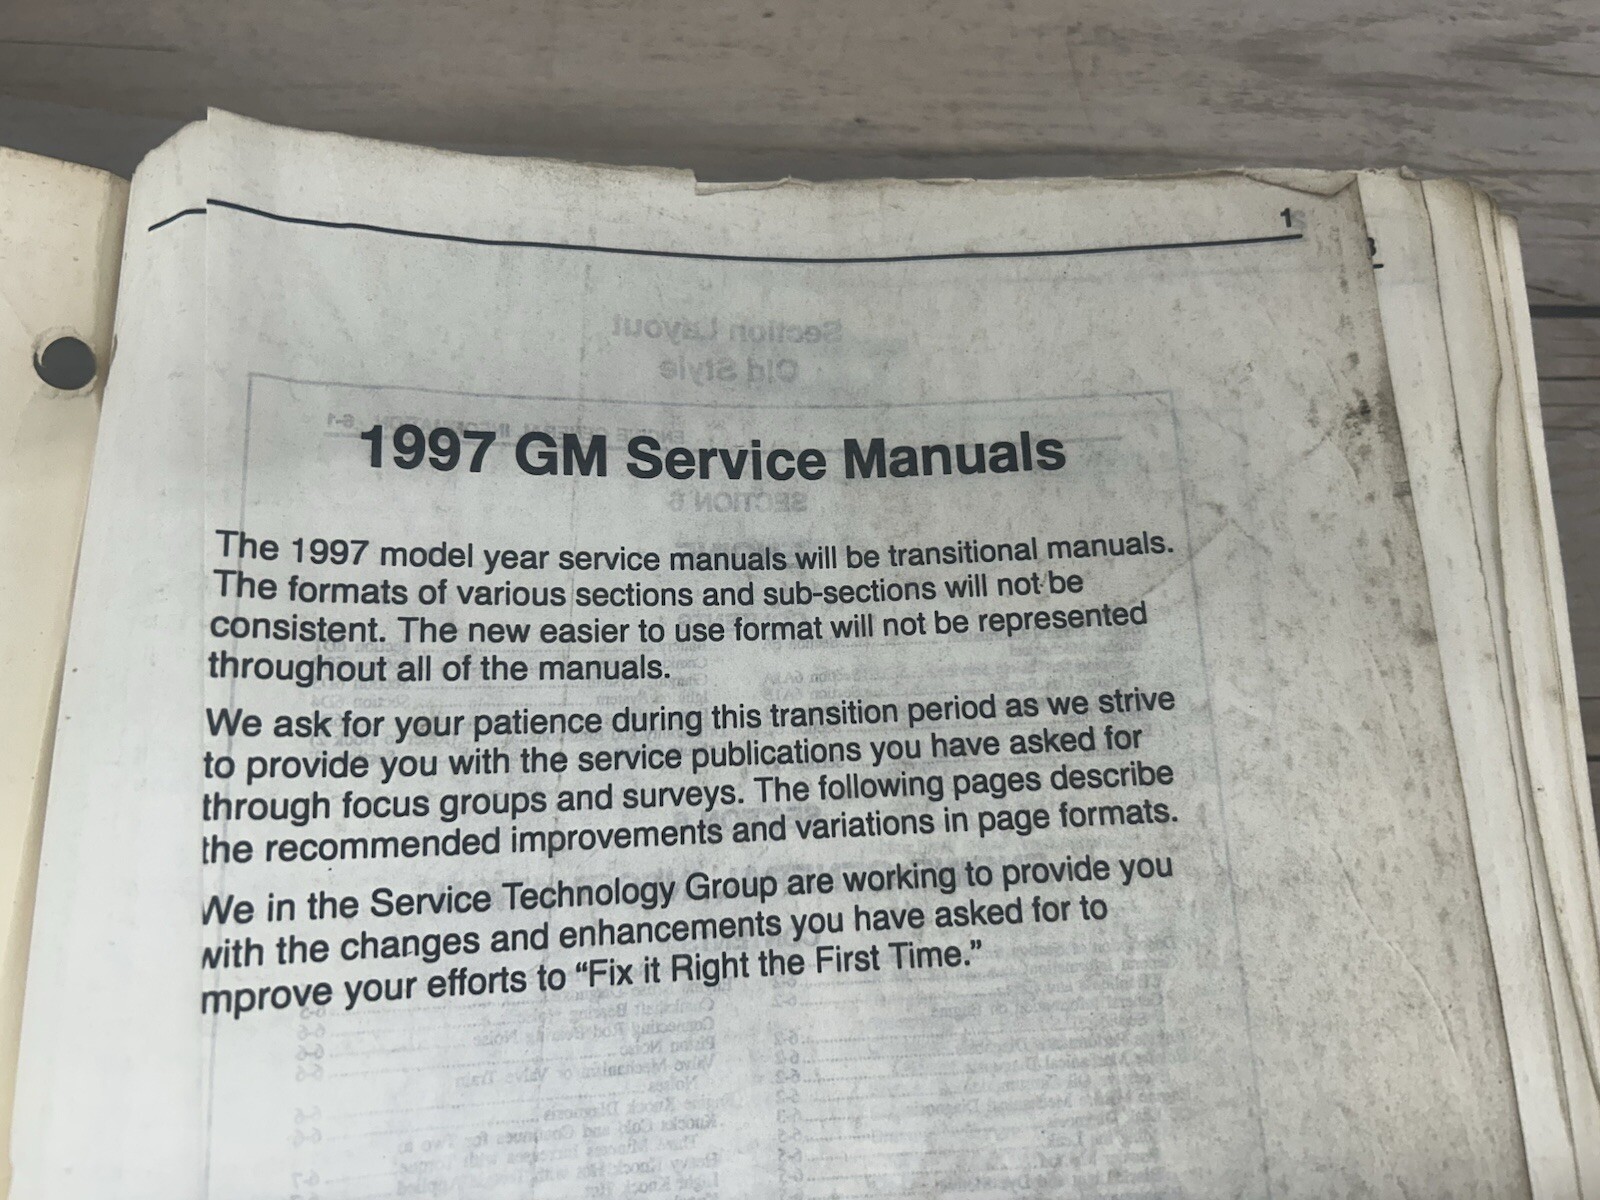 1
1997 GM Service Manuals
The 1997 model year service manuals will be transitional manuals.
The formats of various sections and sub-sections will not be
consistent. The new easier to use format will not be represented
throughout all of the manuals.
We ask for your patience during this transition period as we strive
to provide you with the service publications you have asked for
through focus groups and surveys. The following pages describe
the recommended improvements and variations in page formats.
We in the Service Technology Group are working to provide you
with the changes and enhancements you have asked for to
mprove your efforts to “Fix it Right the First Time.”